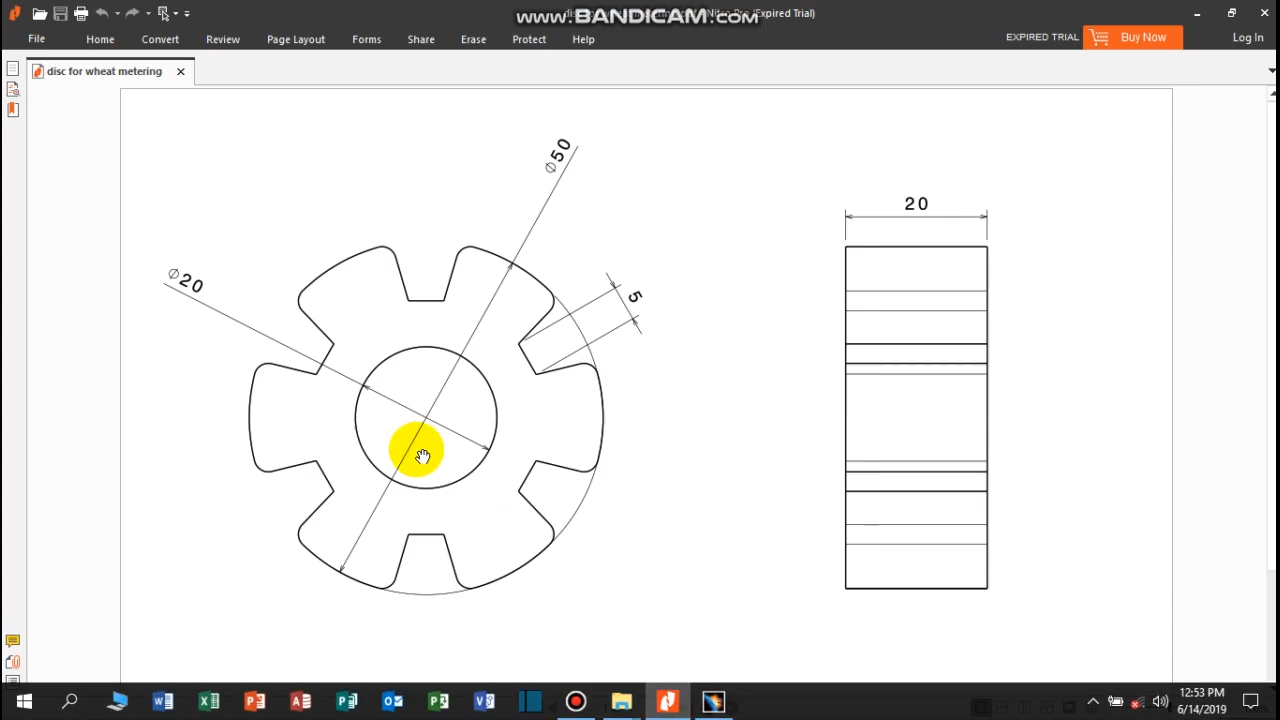 www.BANDICAM.com
(Expired Trial)
File Home Convert Review Page Layout Forms Share Erase Protect Help
EXPIRED TRIAL Buy Now Log In
disc for wheat metering
∅50
20
∅20
5
12:53 PM
6/14/2019